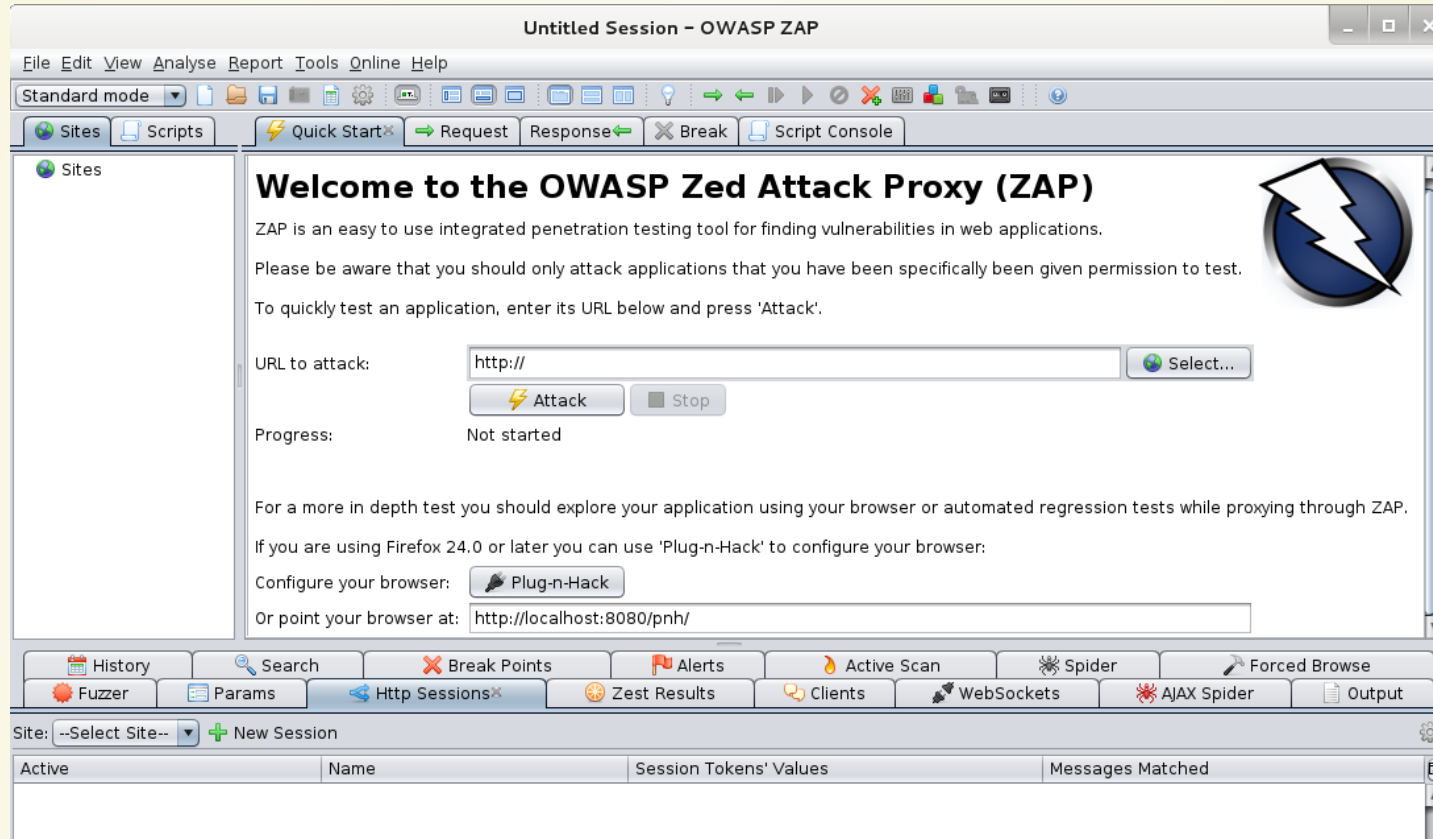 Untitled Session – OWASP ZAP
File Edit View Analyse Report Tools Online Help
Standard mode
Sites Scripts Quick Start Request Response Break Script Console
Sites
Welcome to the OWASP Zed Attack Proxy (ZAP)
ZAP is an easy to use integrated penetration testing tool for finding vulnerabilities in web applications.
Please be aware that you should only attack applications that you have been specifically been given permission to test.
To quickly test an application, enter its URL below and press 'Attack'.
URL to attack: http:// Select...
Attack Stop
Progress: Not started
For a more in depth test you should explore your application using your browser or automated regression tests while proxying through ZAP.
If you are using Firefox 24.0 or later you can use 'Plug-n-Hack' to configure your browser:
Configure your browser: Plug-n-Hack
Or point your browser at: http://localhost:8080/pnh/
History Search Break Points Alerts Active Scan Spider Forced Browse
Fuzzer Params Http Sessions Zest Results Clients WebSockets AJAX Spider Output
Site: --Select Site-- New Session
Active Name Session Tokens' Values Messages Matched